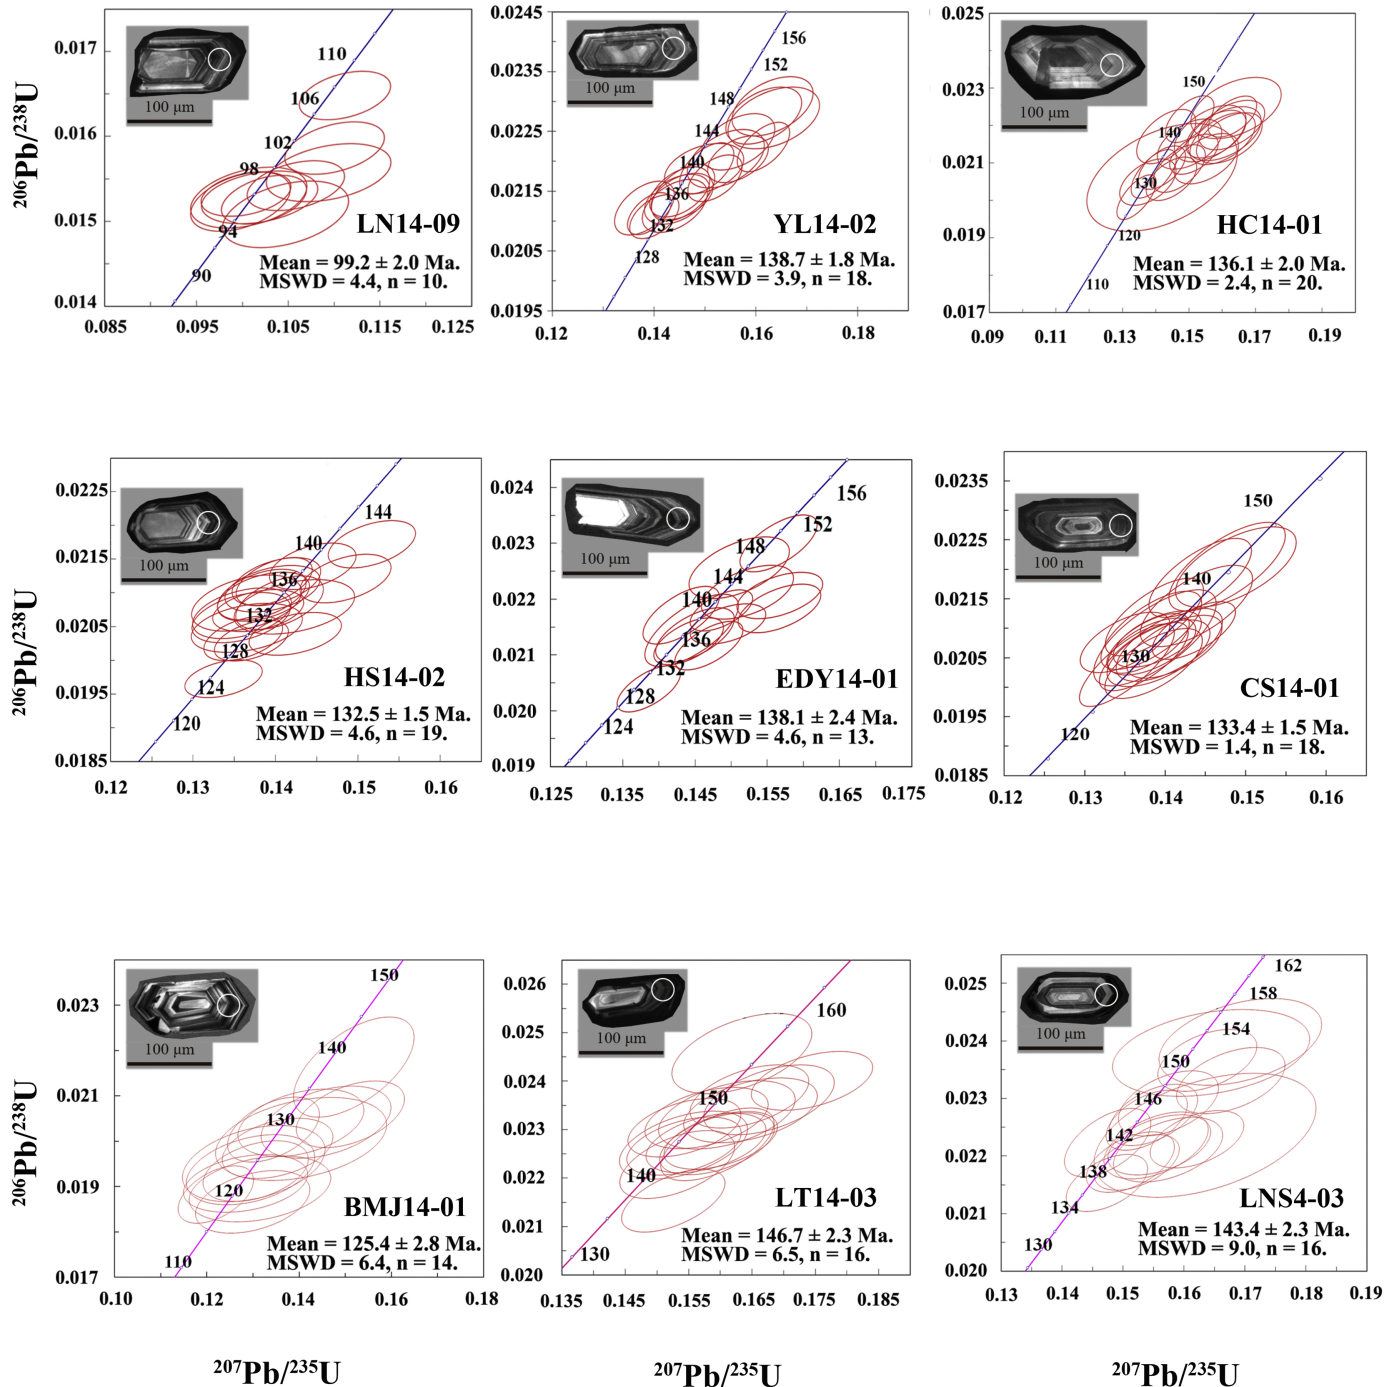 ²⁰⁶Pb/²³⁸U
0.017
0.016
0.015
0.014
100 μm
110
106
102
98
94
90
LN14-09
Mean = 99.2 ± 2.0 Ma.
MSWD = 4.4, n = 10.
0.085 0.095 0.105 0.115 0.125
0.0245
0.0235
0.0225
0.0215
0.0205
0.0195
100 μm
156
152
148
144
140
136
132
128
YL14-02
Mean = 138.7 ± 1.8 Ma.
MSWD = 3.9, n = 18.
0.12 0.14 0.16 0.18
0.025
0.023
0.021
0.019
0.017
100 μm
150
140
130
120
110
HC14-01
Mean = 136.1 ± 2.0 Ma.
MSWD = 2.4, n = 20.
0.09 0.11 0.13 0.15 0.17 0.19
²⁰⁶Pb/²³⁸U
0.0225
0.0215
0.0205
0.0195
0.0185
100 μm
144
140
136
132
128
124
120
HS14-02
Mean = 132.5 ± 1.5 Ma.
MSWD = 4.6, n = 19.
0.12 0.13 0.14 0.15 0.16
0.024
0.023
0.022
0.021
0.020
0.019
100 μm
156
152
148
144
140
136
132
128
124
EDY14-01
Mean = 138.1 ± 2.4 Ma.
MSWD = 4.6, n = 13.
0.125 0.135 0.145 0.155 0.165 0.175
0.0235
0.0225
0.0215
0.0205
0.0195
0.0185
100 μm
150
140
130
120
CS14-01
Mean = 133.4 ± 1.5 Ma.
MSWD = 1.4, n = 18.
0.12 0.13 0.14 0.15 0.16
²⁰⁶Pb/²³⁸U
0.023
0.021
0.019
0.017
100 μm
150
140
130
120
110
BMJ14-01
Mean = 125.4 ± 2.8 Ma.
MSWD = 6.4, n = 14.
0.10 0.12 0.14 0.16 0.18
0.026
0.025
0.024
0.023
0.022
0.021
0.020
100 μm
160
150
140
130
LT14-03
Mean = 146.7 ± 2.3 Ma.
MSWD = 6.5, n = 16.
0.135 0.145 0.155 0.165 0.175 0.185
0.025
0.024
0.023
0.022
0.021
0.020
100 μm
162
158
154
150
146
142
138
134
130
LNS4-03
Mean = 143.4 ± 2.3 Ma.
MSWD = 9.0, n = 16.
0.13 0.14 0.15 0.16 0.17 0.18 0.19
²⁰⁷Pb/²³⁵U ²⁰⁷Pb/²³⁵U ²⁰⁷Pb/²³⁵U